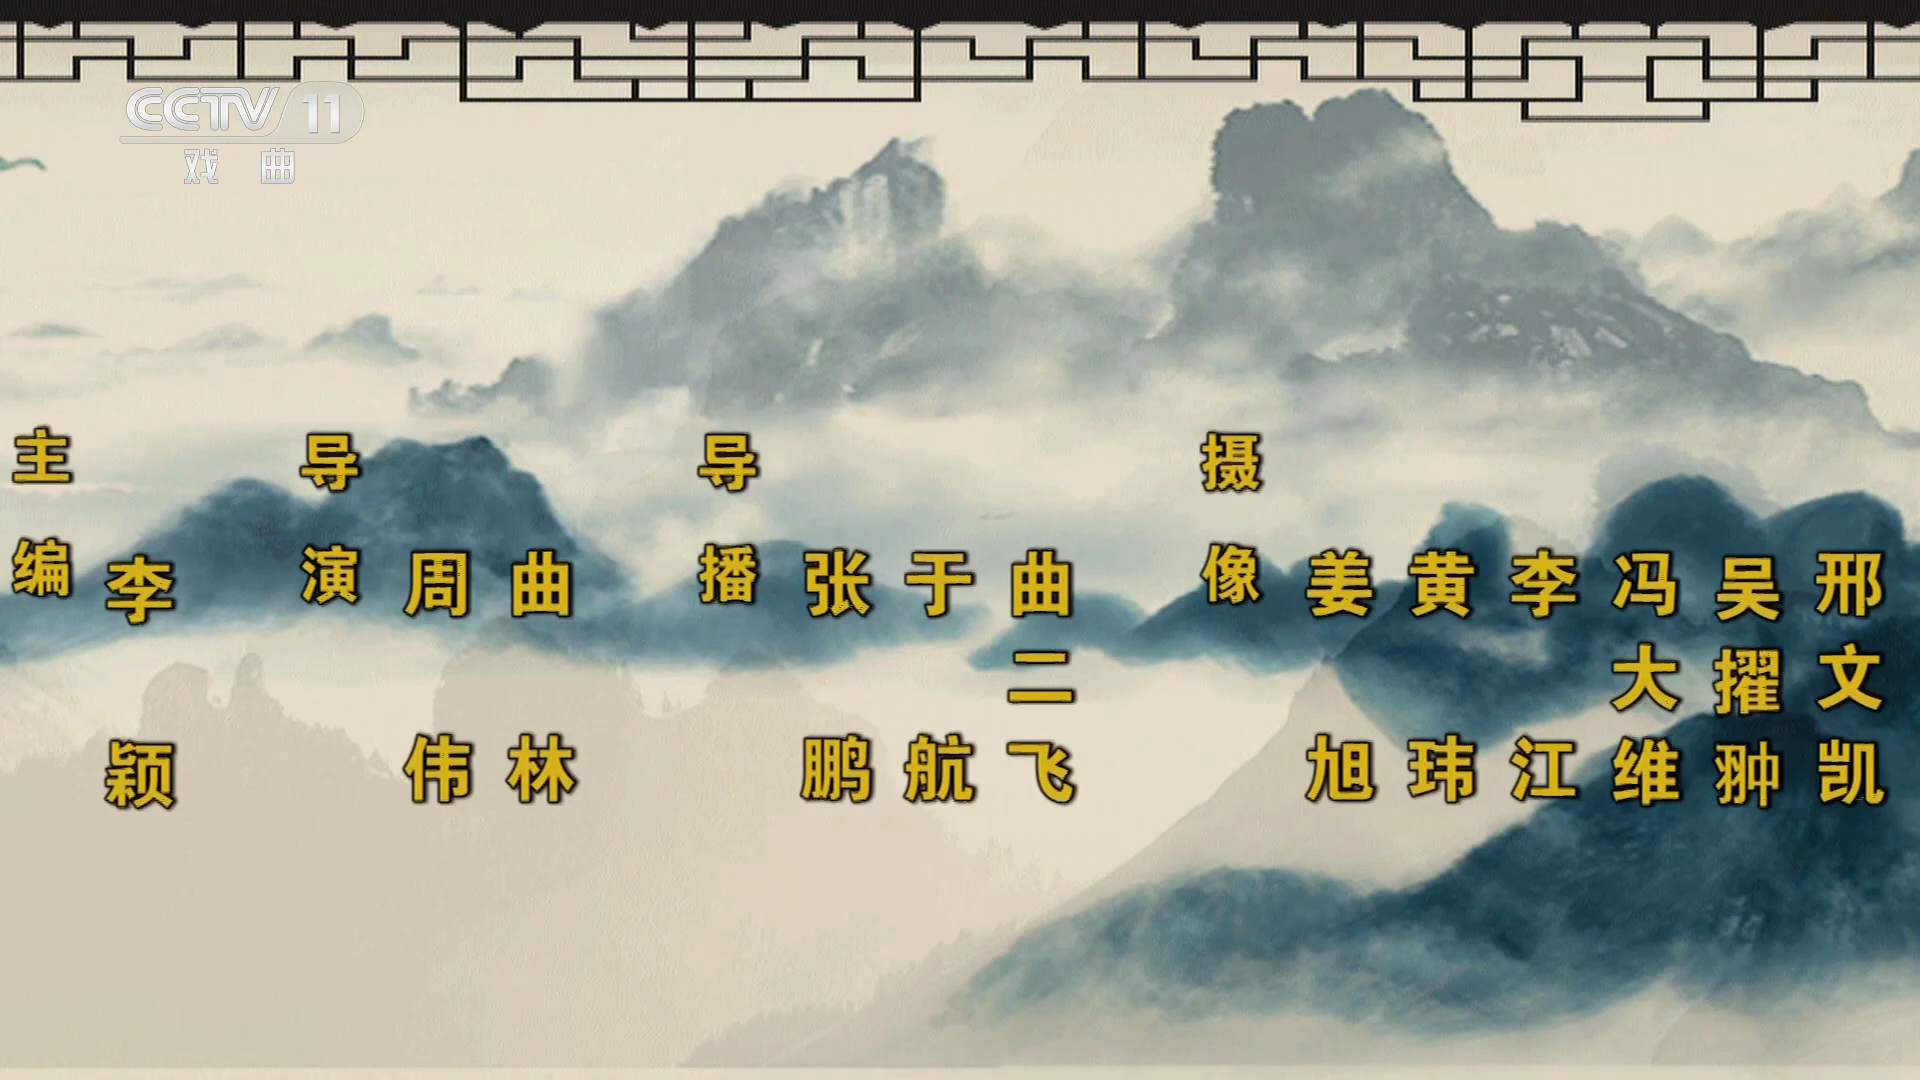 CCTV 11
戏 曲
主编
李颖
导演
周伟
曲林
导播
张鹏
于航
曲二飞
摄像
姜旭
黄玮
李江
冯大维
吴擢翀
邢文凯